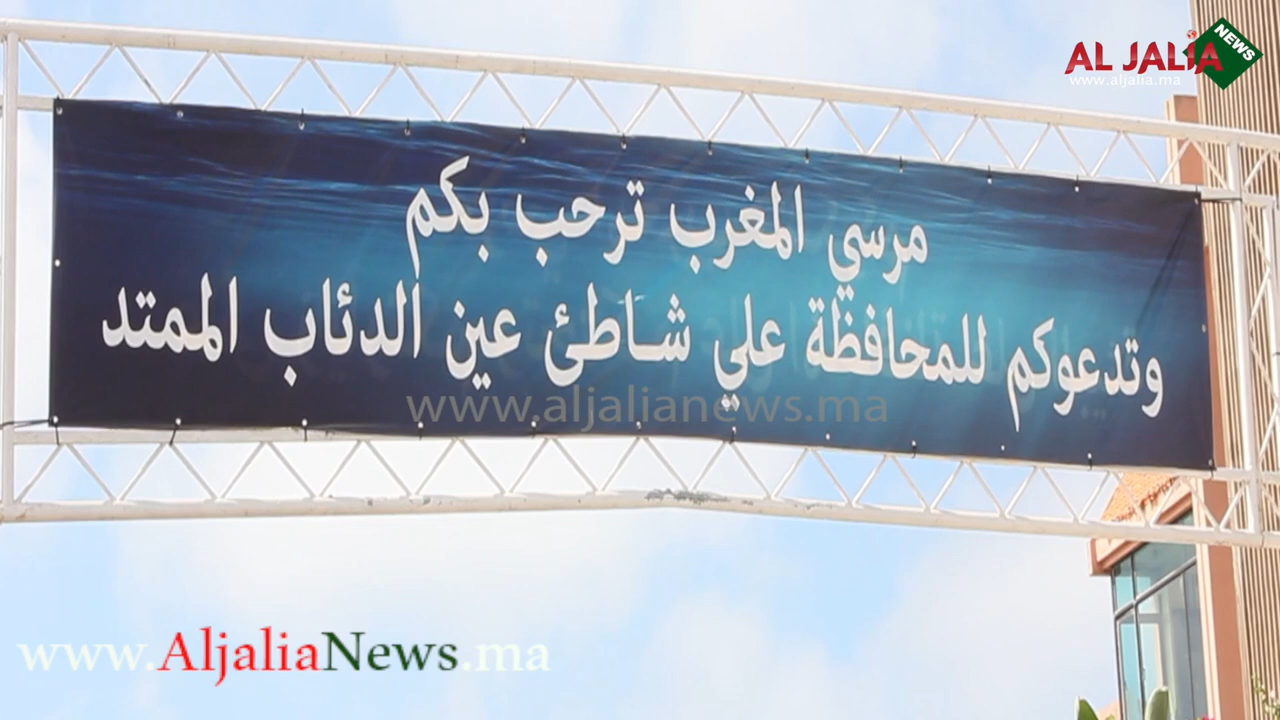 AL JALIA NEWS
www.aljalia.ma
مرسي المغرب ترحب بكم
وتدعوكم للمحافظة علي شاطئ عين الدئاب الممتد
www.aljalianews.ma
www.AljaliaNews.ma